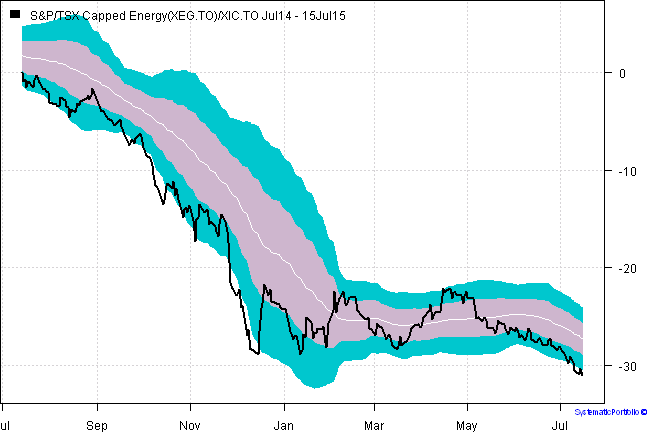 S&P/TSX Capped Energy(XEG.TO)/XIC.TO Jul14 - 15Jul15
0
-10
-20
-30
ul Sep Nov Jan Mar May Jul
SystematicPortfolio ©